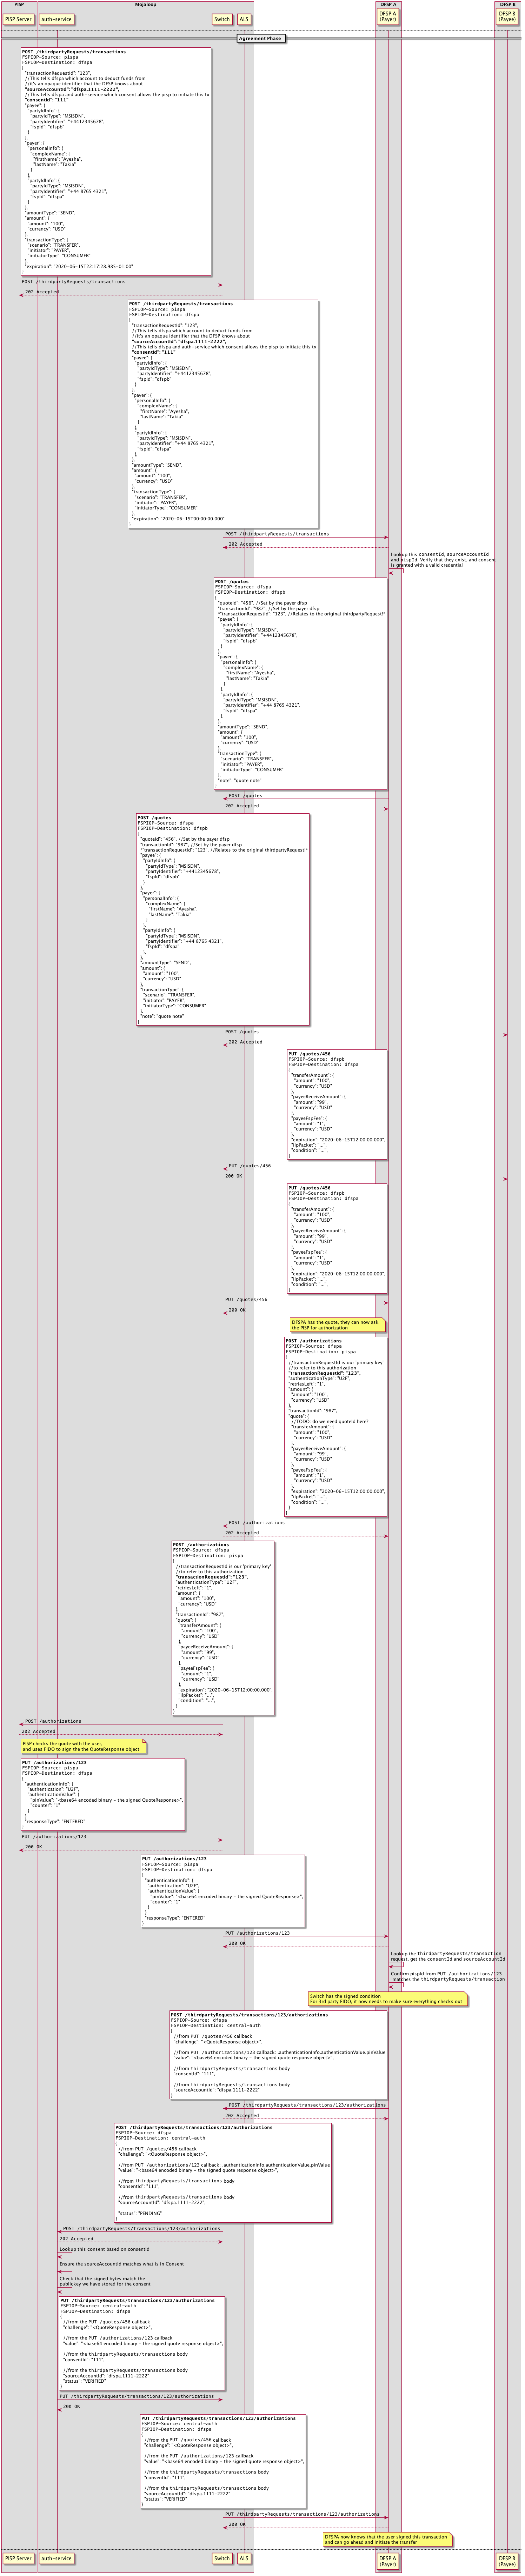 PISP
Mojaloop
DFSP A
DFSP B
PISP Server
auth-service
Switch
ALS
DFSP A
(Payer)
DFSP B
(Payee)
Agreement Phase
POST /thirdpartyRequests/transactions
FSPIOP-Source: pispa
FSPIOP-Destination: dfspa
{
"transactionRequestId": "123",
//This tells dfspa which account to deduct funds from
//it's an opaque identifier that the DFSP knows about
"sourceAccountId": "dfspa.1111-2222",
//This tells dfspa and auth-service which consent allows the pisp to initiate this tx
"consentId": "111"
"payee": {
"partyIdInfo": {
"partyIdType": "MSISDN",
"partyIdentifier": "+4412345678",
"fspId": "dfspb"
}
},
"payer": {
"personalInfo": {
"complexName": {
"firstName": "Ayesha",
"lastName": "Takia"
}
},
"partyIdInfo": {
"partyIdType": "MSISDN",
"partyIdentifier": "+44 8765 4321",
"fspId": "dfspa"
},
},
"amountType": "SEND",
"amount": {
"amount": "100",
"currency": "USD"
},
"transactionType": {
"scenario": "TRANSFER",
"initiator": "PAYER",
"initiatorType": "CONSUMER"
},
"expiration": "2020-06-15T22:17:28.985-01:00"
}
POST /thirdpartyRequests/transactions
202 Accepted
POST /thirdpartyRequests/transactions
FSPIOP-Source: pispa
FSPIOP-Destination: dfspa
{
"transactionRequestId": "123",
//This tells dfspa which account to deduct funds from
//it's an opaque identifier that the DFSP knows about
"sourceAccountId": "dfspa.1111-2222",
//This tells dfspa and auth-service which consent allows the pisp to initiate this tx
"consentId": "111"
"payee": {
"partyIdInfo": {
"partyIdType": "MSISDN",
"partyIdentifier": "+4412345678",
"fspId": "dfspb"
}
},
"payer": {
"personalInfo": {
"complexName": {
"firstName": "Ayesha",
"lastName": "Takia"
}
},
"partyIdInfo": {
"partyIdType": "MSISDN",
"partyIdentifier": "+44 8765 4321",
"fspId": "dfspa"
},
},
"amountType": "SEND",
"amount": {
"amount": "100",
"currency": "USD"
},
"transactionType": {
"scenario": "TRANSFER",
"initiator": "PAYER",
"initiatorType": "CONSUMER"
},
"expiration": "2020-06-15T00:00:00.000"
}
POST /thirdpartyRequests/transactions
202 Accepted
Lookup this consentId, sourceAccountId
and pispId. Verify that they exist, and consent
is granted with a valid credential
POST /quotes
FSPIOP-Source: dfspa
FSPIOP-Destination: dfspb
{
"quoteId": "456", //Set by the payer dfsp
"transactionId": "987", //Set by the payer dfsp
*"transactionRequestId": "123", //Relates to the original thirdpartyRequest!*
"payee": {
"partyIdInfo": {
"partyIdType": "MSISDN",
"partyIdentifier": "+4412345678",
"fspId": "dfspb"
}
},
"payer": {
"personalInfo": {
"complexName": {
"firstName": "Ayesha",
"lastName": "Takia"
}
},
"partyIdInfo": {
"partyIdType": "MSISDN",
"partyIdentifier": "+44 8765 4321",
"fspId": "dfspa"
},
},
"amountType": "SEND",
"amount": {
"amount": "100",
"currency": "USD"
},
"transactionType": {
"scenario": "TRANSFER",
"initiator": "PAYER",
"initiatorType": "CONSUMER"
},
"note": "quote note"
}
POST /quotes
202 Accepted
POST /quotes
FSPIOP-Source: dfspa
FSPIOP-Destination: dfspb
{
"quoteId": "456", //Set by the payer dfsp
"transactionId": "987", //Set by the payer dfsp
*"transactionRequestId": "123", //Relates to the original thirdpartyRequest!*
"payee": {
"partyIdInfo": {
"partyIdType": "MSISDN",
"partyIdentifier": "+4412345678",
"fspId": "dfspb"
}
},
"payer": {
"personalInfo": {
"complexName": {
"firstName": "Ayesha",
"lastName": "Takia"
}
},
"partyIdInfo": {
"partyIdType": "MSISDN",
"partyIdentifier": "+44 8765 4321",
"fspId": "dfspa"
},
},
"amountType": "SEND",
"amount": {
"amount": "100",
"currency": "USD"
},
"transactionType": {
"scenario": "TRANSFER",
"initiator": "PAYER",
"initiatorType": "CONSUMER"
},
"note": "quote note"
}
POST /quotes
202 Accepted
PUT /quotes/456
FSPIOP-Source: dfspb
FSPIOP-Destination: dfspa
{
"transferAmount": {
"amount": "100",
"currency": "USD"
},
"payeeReceiveAmount": {
"amount": "99",
"currency": "USD"
},
"payeeFspFee": {
"amount": "1",
"currency": "USD"
},
"expiration": "2020-06-15T12:00:00.000",
"ilpPacket": "...",
"condition": "...",
}
PUT /quotes/456
200 OK
PUT /quotes/456
FSPIOP-Source: dfspb
FSPIOP-Destination: dfspa
{
"transferAmount": {
"amount": "100",
"currency": "USD"
},
"payeeReceiveAmount": {
"amount": "99",
"currency": "USD"
},
"payeeFspFee": {
"amount": "1",
"currency": "USD"
},
"expiration": "2020-06-15T12:00:00.000",
"ilpPacket": "...",
"condition": "...",
}
PUT /quotes/456
200 OK
DFSPA has the quote, they can now ask
the PISP for authorization
POST /authorizations
FSPIOP-Source: dfspa
FSPIOP-Destination: pispa
{
//transactionRequestId is our 'primary key'
//to refer to this authorization
"transactionRequestId": "123",
"authenticationType": "U2F",
"retriesLeft": "1",
"amount": {
"amount": "100",
"currency": "USD"
},
"transactionId": "987",
"quote": {
//TODO: do we need quoteId here?
"transferAmount": {
"amount": "100",
"currency": "USD"
},
"payeeReceiveAmount": {
"amount": "99",
"currency": "USD"
},
"payeeFspFee": {
"amount": "1",
"currency": "USD"
},
"expiration": "2020-06-15T12:00:00.000",
"ilpPacket": "...",
"condition": "...",
}
}
POST /authorizations
202 Accepted
POST /authorizations
FSPIOP-Source: dfspa
FSPIOP-Destination: pispa
{
//transactionRequestId is our 'primary key'
//to refer to this authorization
"transactionRequestId": "123",
"authenticationType": "U2F",
"retriesLeft": "1",
"amount": {
"amount": "100",
"currency": "USD"
},
"transactionId": "987",
"quote": {
"transferAmount": {
"amount": "100",
"currency": "USD"
},
"payeeReceiveAmount": {
"amount": "99",
"currency": "USD"
},
"payeeFspFee": {
"amount": "1",
"currency": "USD"
},
"expiration": "2020-06-15T12:00:00.000",
"ilpPacket": "...",
"condition": "...",
}
}
POST /authorizations
202 Accepted
PISP checks the quote with the user,
and uses FIDO to sign the the QuoteResponse object
PUT /authorizations/123
FSPIOP-Source: pispa
FSPIOP-Destination: dfspa
{
"authenticationInfo": {
"authentication": "U2F",
"authenticationValue": {
"pinValue": "<base64 encoded binary - the signed QuoteResponse>",
"counter": "1"
}
}
"responseType": "ENTERED"
}
PUT /authorizations/123
200 OK
PUT /authorizations/123
FSPIOP-Source: pispa
FSPIOP-Destination: dfspa
{
"authenticationInfo": {
"authentication": "U2F",
"authenticationValue": {
"pinValue": "<base64 encoded binary - the signed QuoteResponse>",
"counter": "1"
}
}
"responseType": "ENTERED"
}
PUT /authorizations/123
200 OK
Lookup the thirdpartyRequests/transaction
request, get the consentId and sourceAccountId
Confirm pispId from PUT /authorizations/123
matches the thirdpartyRequests/transaction
Switch has the signed condition
For 3rd party FIDO, it now needs to make sure everything checks out
POST /thirdpartyRequests/transactions/123/authorizations
FSPIOP-Source: dfspa
FSPIOP-Destination: central-auth
{
//from PUT /quotes/456 callback
"challenge": "<QuoteResponse object>",
//from PUT /authorizations/123 callback: .authenticationInfo.authenticationValue.pinValue
"value": "<base64 encoded binary - the signed quote response object>",
//from thirdpartyRequests/transactions body
"consentId": "111",
//from thirdpartyRequests/transactions body
"sourceAccountId": "dfspa.1111-2222"
}
POST /thirdpartyRequests/transactions/123/authorizations
202 Accepted
POST /thirdpartyRequests/transactions/123/authorizations
FSPIOP-Source: dfspa
FSPIOP-Destination: central-auth
{
//from PUT /quotes/456 callback
"challenge": "<QuoteResponse object>",
//from PUT /authorizations/123 callback: .authenticationInfo.authenticationValue.pinValue
"value": "<base64 encoded binary - the signed quote response object>",
//from thirdpartyRequests/transactions body
"consentId": "111",
//from thirdpartyRequests/transactions body
"sourceAccountId": "dfspa.1111-2222",
"status": "PENDING"
}
POST /thirdpartyRequests/transactions/123/authorizations
202 Accepted
Lookup this consent based on consentId
Ensure the sourceAccountId matches what is in Consent
Check that the signed bytes match the
publickey we have stored for the consent
PUT /thirdpartyRequests/transactions/123/authorizations
FSPIOP-Source: central-auth
FSPIOP-Destination: dfspa
{
//from the PUT /quotes/456 callback
"challenge": "<QuoteResponse object>",
//from the PUT /authorizations/123 callback
"value": "<base64 encoded binary - the signed quote response object>",
//from the thirdpartyRequests/transactions body
"consentId": "111",
//from the thirdpartyRequests/transactions body
"sourceAccountId": "dfspa.1111-2222"
"status": "VERIFIED"
}
PUT /thirdpartyRequests/transactions/123/authorizations
200 OK
PUT /thirdpartyRequests/transactions/123/authorizations
FSPIOP-Source: central-auth
FSPIOP-Destination: dfspa
{
//from the PUT /quotes/456 callback
"challenge": "<QuoteResponse object>",
//from the PUT /authorizations/123 callback
"value": "<base64 encoded binary - the signed quote response object>",
//from the thirdpartyRequests/transactions body
"consentId": "111",
//from the thirdpartyRequests/transactions body
"sourceAccountId": "dfspa.1111-2222"
"status": "VERIFIED"
}
PUT /thirdpartyRequests/transactions/123/authorizations
200 OK
DFSPA now knows that the user signed this transaction
and can go ahead and initiate the transfer
PISP Server
auth-service
Switch
ALS
DFSP A
(Payer)
DFSP B
(Payee)